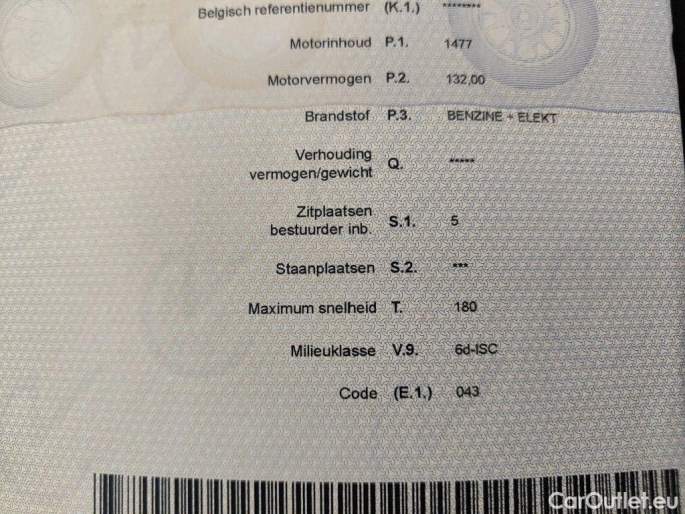 Belgisch referentienummer (K.1.) ********
Motorinhoud P.1. 1477
Motorvermogen P.2. 132,00
Brandstof P.3. BENZINE + ELEKT
Verhouding
vermogen/gewicht Q. *****
Zitplaatsen
bestuurder inb. S.1. 5
Staanplaatsen S.2. ***
Maximum snelheid T. 180
Milieuklasse V.9. 6d-ISC
Code (E.1.) 043
CarOutlet.eu